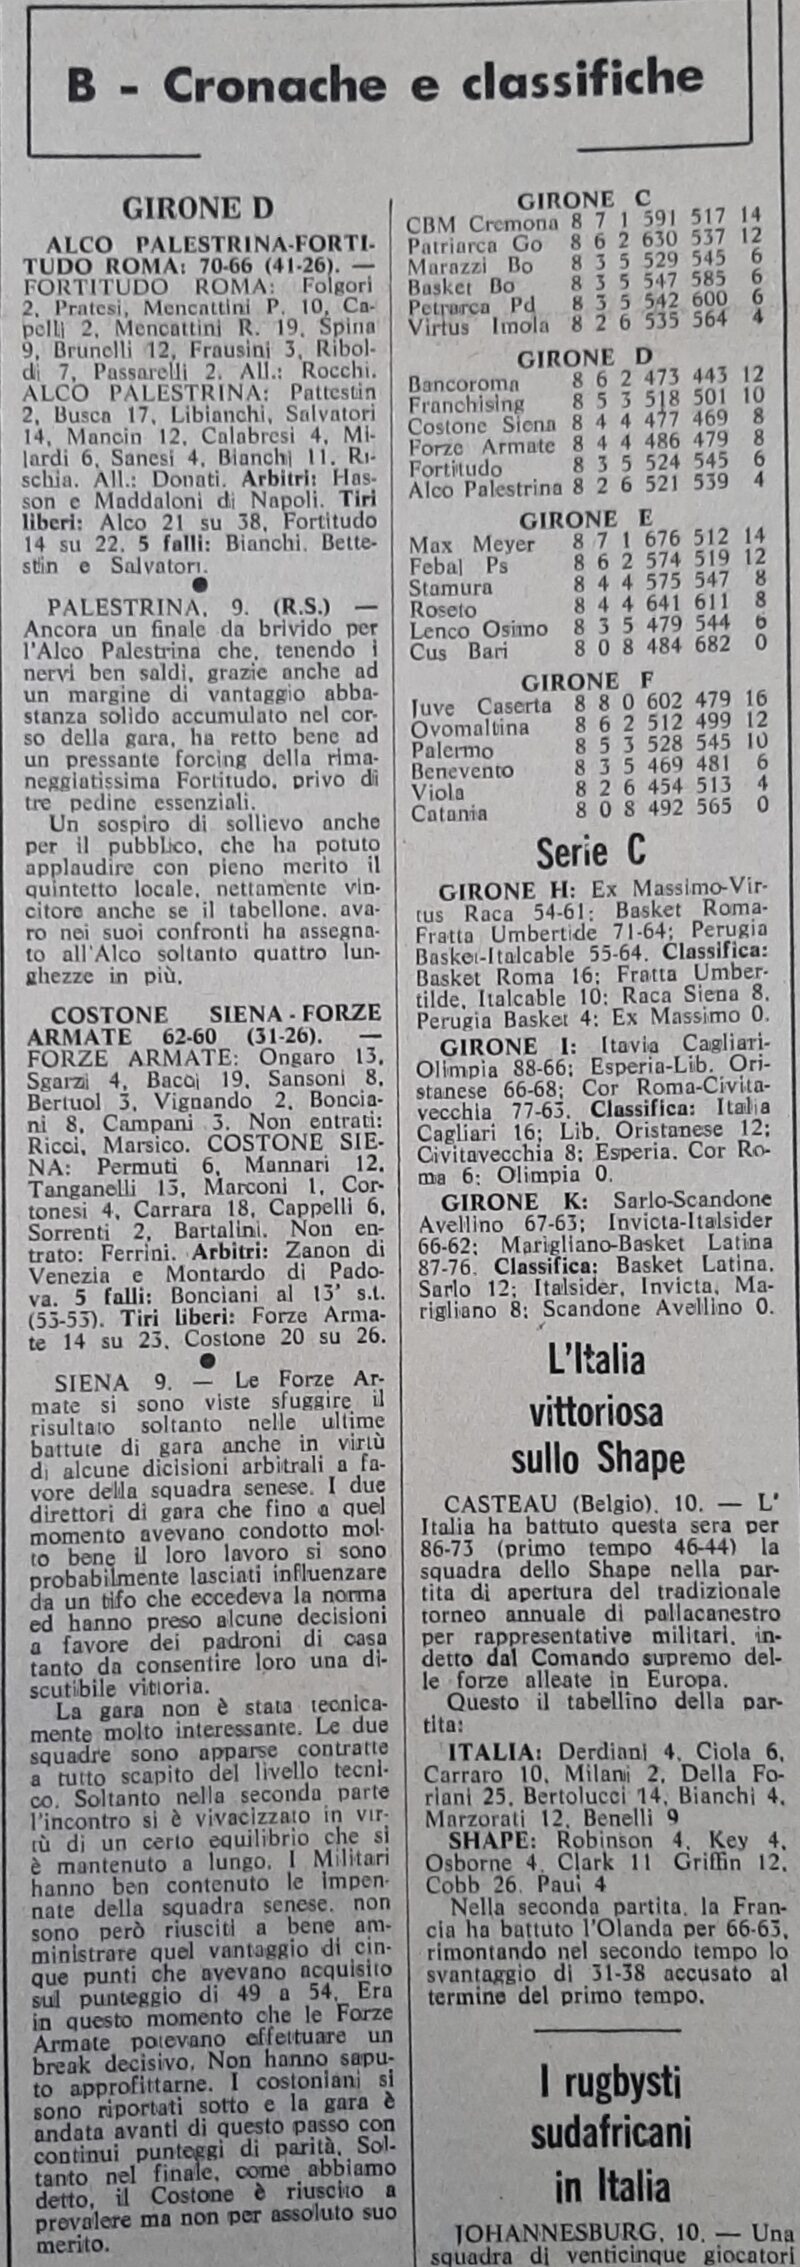 B - Cronache e classifiche
GIRONE D
ALCO PALESTRINA-FORTI-
TUDO ROMA: 70-66 (41-26). —
FORTITUDO ROMA: Folgori
2, Pratesi, Mencattini P. 10, Ca-
pelli 2, Mencattini R. 19, Spina
9, Brunelli 12, Frausini 3, Ribol-
di 7, Passarelli 2. All.: Rocchi.
ALCO PALESTRINA: Pattestin
2, Busca 17, Libianchi, Salvatori
14, Mancin 12, Calabresi 4, Mi-
lardi 6, Sanesi 4, Bianchi 11. Ri-
schia. All.: Donati. Arbitri: Has-
son e Maddaloni di Napoli. Tiri
liberi: Alco 21 su 38, Fortitudo
14 su 22. 5 falli: Bianchi. Bette-
stin e Salvatori.
●
PALESTRINA, 9. (R.S.) —
Ancora un finale da brivido per
l'Alco Palestrina che, tenendo i
nervi ben saldi, grazie anche ad
un margine di vantaggio abba-
stanza solido accumulato nel cor-
so della gara, ha retto bene ad
un pressante forcing della rima-
neggiatissima Fortitudo, privo di
tre pedine essenziali.
Un sospiro di sollievo anche
per il pubblico, che ha potuto
applaudire con pieno merito il
quintetto locale, nettamente vin-
citore anche se il tabellone, ava-
ro nei suoi confronti ha assegna-
to all'Alco soltanto quattro lun-
ghezze in più.
COSTONE SIENA - FORZE
ARMATE 62-60 (31-26). —
FORZE ARMATE: Ongaro 13,
Sgarzi 4, Bacci 19, Sansoni 8,
Bertuol 3, Vignando 2, Boncia-
ni 8, Campani 3. Non entrati:
Ricci, Marsico. COSTONE SIE-
NA: Permuti 6, Mannari 12,
Tanganelli 13, Marconi 1, Cor-
tonesi 4, Carrara 18, Cappelli 6,
Sorrenti 2, Bartalini. Non en-
trato: Ferrini. Arbitri: Zanon di
Venezia e Montardo di Pado-
va. 5 falli: Bonciani al 13' s.t.
(53-53). Tiri liberi: Forze Arma-
te 14 su 23, Costone 20 su 26.
●
SIENA 9. — Le Forze Ar-
mate si sono viste sfuggire il
risultato soltanto nelle ultime
battute di gara anche in virtù
di alcune dicisioni arbitrali a fa-
vore della squadra senese. I due
direttori di gara che fino a quel
momento avevano condotto mol-
to bene il loro lavoro si sono
probabilmente lasciati influenzare
da un tifo che eccedeva la norma
ed hanno preso alcune decisioni
a favore dei padroni di casa
tanto da consentire loro una di-
scutibile vittoria.
La gara non è stata tecnica-
mente molto interessante. Le due
squadre sono apparse contratte
a tutto scapito del livello tecni-
co. Soltanto nella seconda parte
l'incontro si è vivacizzato in vir-
tù di un certo equilibrio che si
è mantenuto a lungo. I Militari
hanno ben contenuto le impen-
nate della squadra senese. non
sono però riusciti a bene am-
ministrare quel vantaggio di cin-
que punti che avevano acquisito
sul punteggio di 49 a 54. Era
in questo momento che le Forze
Armate potevano effettuare un
break decisivo. Non hanno sapu-
to approfittarne. I costoniani si
sono riportati sotto e la gara è
andata avanti di questo passo con
continui punteggi di parità. Sol-
tanto nel finale, come abbiamo
detto, il Costone è riuscito a
prevalere ma non per assoluto suo
merito.
GIRONE C
CBM Cremona 8 7 1 591 517 14
Patriarca Go 8 6 2 630 537 12
Marazzi Bo 8 3 5 529 545 6
Basket Bo 8 3 5 547 585 6
Petrarca Pd 8 3 5 542 600 6
Virtus Imola 8 2 6 535 564 4
GIRONE D
Bancoroma 8 6 2 473 443 12
Franchising 8 5 3 518 501 10
Costone Siena 8 4 4 477 469 8
Forze Armate 8 4 4 486 479 8
Fortitudo 8 3 5 524 545 6
Alco Palestrina 8 2 6 521 539 4
GIRONE E
Max Meyer 8 7 1 676 512 14
Febal Ps 8 6 2 574 519 12
Stamura 8 4 4 575 547 8
Roseto 8 4 4 641 611 8
Lenco Osimo 8 3 5 479 544 6
Cus Bari 8 0 8 484 682 0
GIRONE F
Juve Caserta 8 8 0 602 479 16
Ovomaltina 8 6 2 512 499 12
Palermo 8 5 3 528 545 10
Benevento 8 3 5 469 481 6
Viola 8 2 6 454 513 4
Catania 8 0 8 492 565 0
Serie C
GIRONE H: Ex Massimo-Vir-
tus Raca 54-61; Basket Roma-
Fratta Umbertide 71-64; Perugia
Basket-Italcable 55-64. Classifica:
Basket Roma 16; Fratta Umber-
tilde, Italcable 10; Raca Siena 8,
Perugia Basket 4; Ex Massimo 0.
GIRONE I: Itavia Cagliari-
Olimpia 88-66; Esperia-Lib. Ori-
stanese 66-68; Cor Roma-Civita-
vecchia 77-63. Classifica: Italia
Cagliari 16; Lib. Oristanese 12;
Civitavecchia 8; Esperia. Cor Ro-
ma 6; Olimpia 0.
GIRONE K: Sarlo-Scandone
Avellino 67-63; Invicta-Italsider
66-62; Marigliano-Basket Latina
87-76. Classifica: Basket Latina,
Sarlo 12; Italsider, Invicta, Ma-
rigliano 8; Scandone Avellino 0.
L'Italia
vittoriosa
sullo Shape
CASTEAU (Belgio), 10. — L'
Italia ha battuto questa sera per
86-73 (primo tempo 46-44) la
squadra dello Shape nella par-
tita di apertura del tradizionale
torneo annuale di pallacanestro
per rappresentative militari, in-
detto dal Comando supremo del-
le forze alleate in Europa.
Questo il tabellino della par-
tita:
ITALIA: Derdiani 4, Ciola 6,
Carraro 10, Milani 2, Della Fo-
riani 25, Bertolucci 14, Bianchi 4,
Marzorati 12, Benelli 9
SHAPE: Robinson 4, Key 4,
Osborne 4, Clark 11 Griffin 12,
Cobb 26, Paui 4
Nella seconda partita, la Fran-
cia ha battuto l'Olanda per 66-63,
rimontando nel secondo tempo lo
svantaggio di 31-38 accusato al
termine del primo tempo.
I rugbysti
sudafricani
in Italia
JOHANNESBURG, 10. — Una
squadra di venticinque giocatori